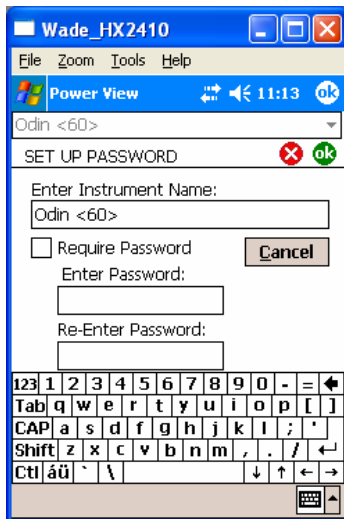 Wade_HX2410
File Zoom Tools Help
Power View 11:13 ok
Odin <60>
SET UP PASSWORD ok
Enter Instrument Name:
Odin <60>
Require Password Cancel
Enter Password:
Re-Enter Password:
123 1 2 3 4 5 6 7 8 9 0 - =
Tab q w e r t y u i o p [ ]
CAP a s d f g h j k l ; '
Shift z x c v b n m , . /
Ctl áü ` \